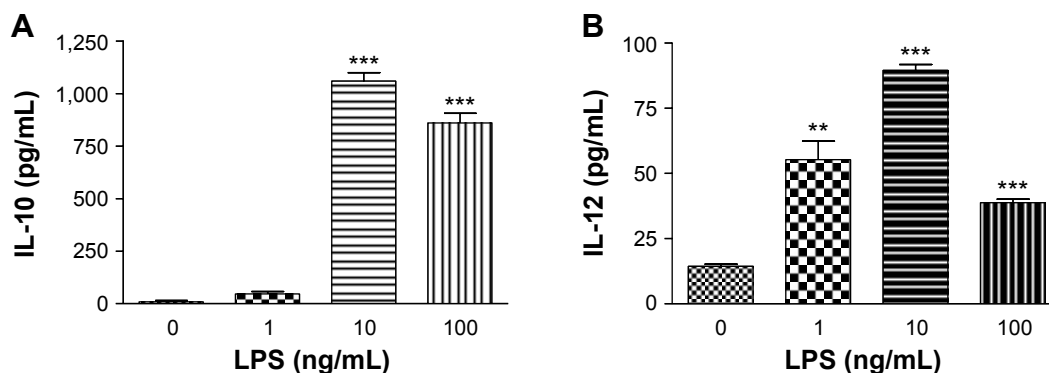 A
IL-10 (pg/mL)
1,250
1,000
750
500
250
0
***
***
0 1 10 100
LPS (ng/mL)
B
IL-12 (pg/mL)
100
75
50
25
0
**
***
***
0 1 10 100
LPS (ng/mL)